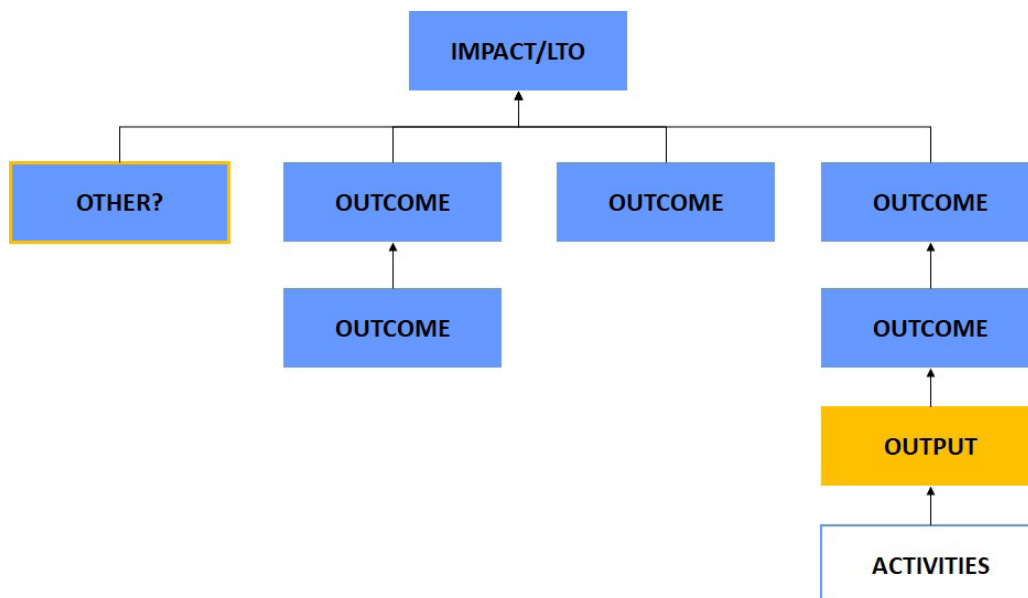 IMPACT/LTO
OTHER?
OUTCOME
OUTCOME
OUTCOME
OUTCOME
OUTCOME
OUTPUT
ACTIVITIES